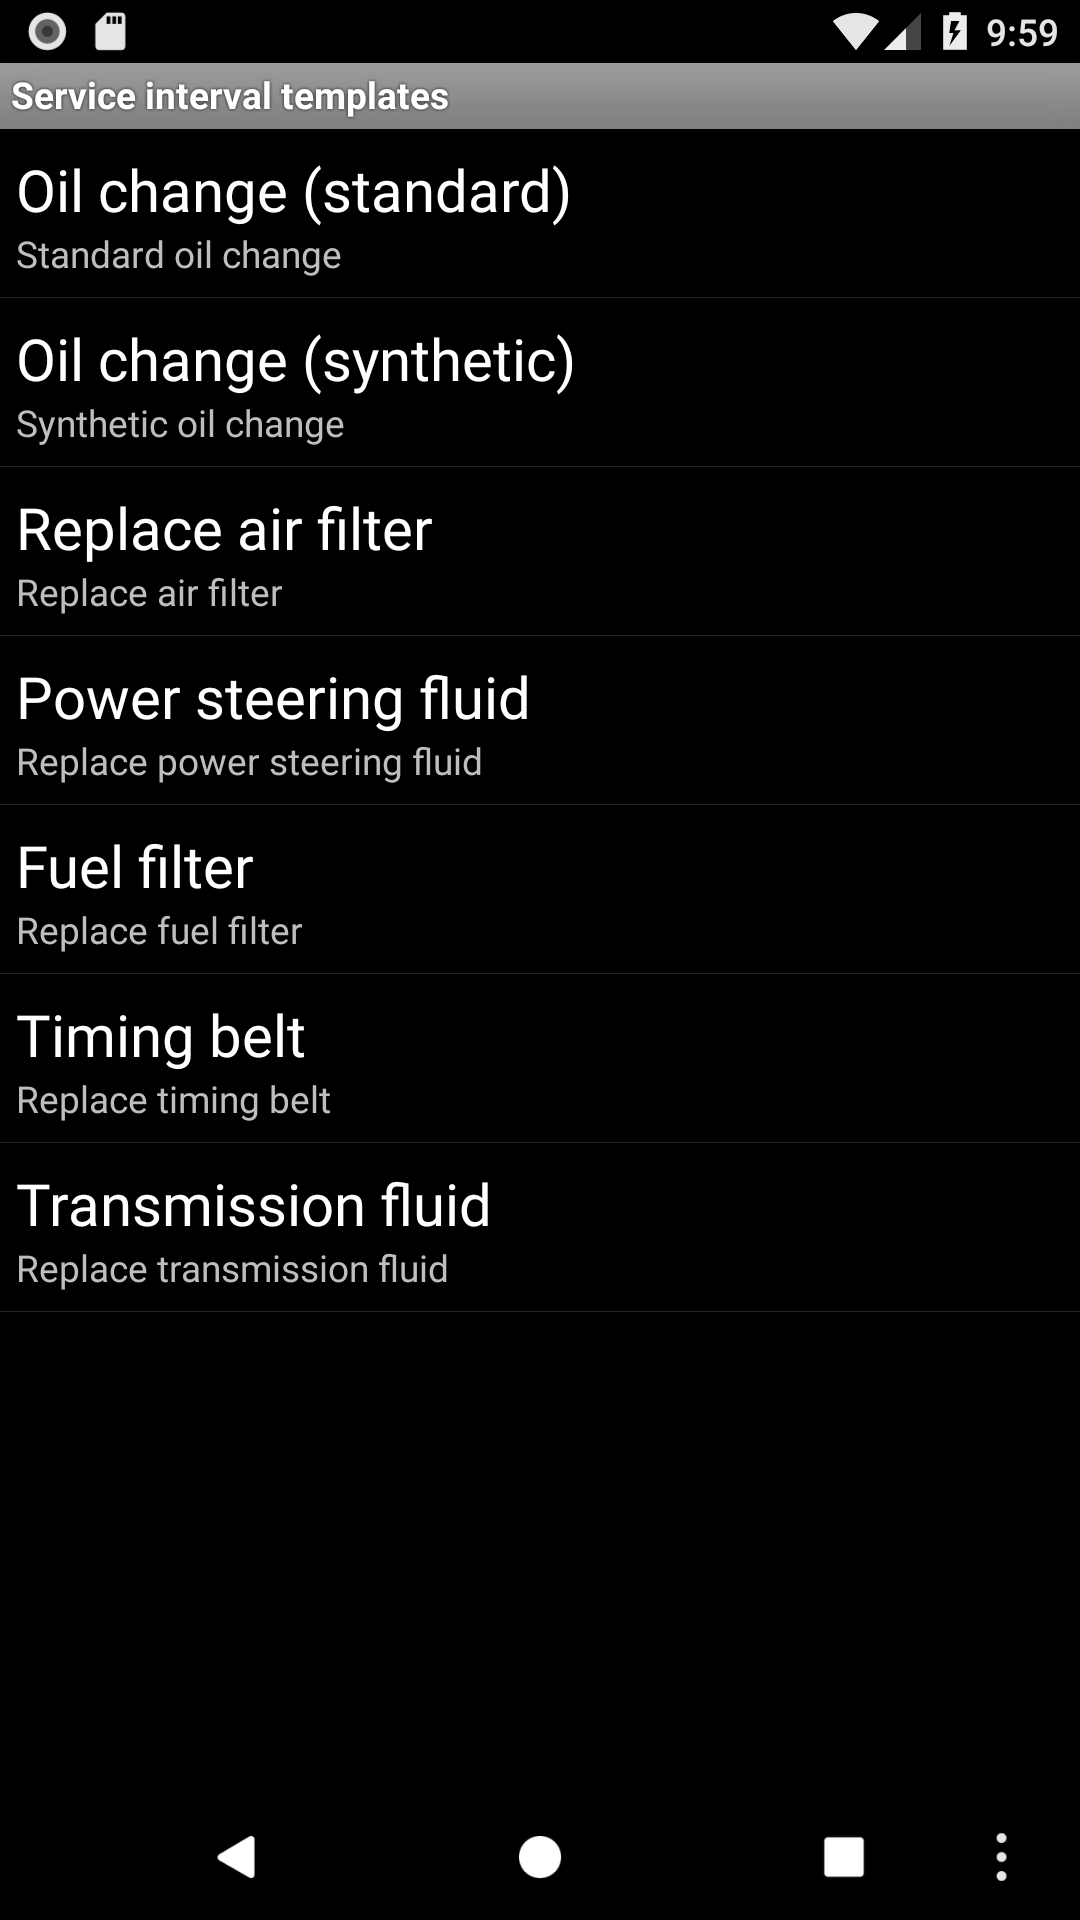 9:59
Service interval templates
Oil change (standard)
Standard oil change
Oil change (synthetic)
Synthetic oil change
Replace air filter
Replace air filter
Power steering fluid
Replace power steering fluid
Fuel filter
Replace fuel filter
Timing belt
Replace timing belt
Transmission fluid
Replace transmission fluid